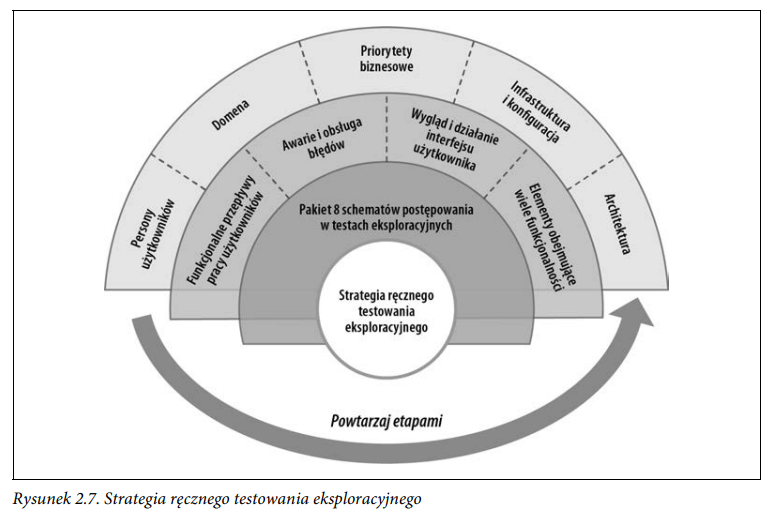 Priorytety
biznesowe
Domena
Infrastruktura
i konfiguracja
Persony
użytkowników
Architektura
Awarie i obsługa
błędów
Wygląd i działanie
interfejsu
użytkownika
Funkcjonalne przepływy
pracy użytkowników
Elementy obejmujące
wiele funkcjonalności
Pakiet 8 schematów postępowania
w testach eksploracyjnych
Strategia ręcznego
testowania
eksploracyjnego
Powtarzaj etapami
Rysunek 2.7. Strategia ręcznego testowania eksploracyjnego